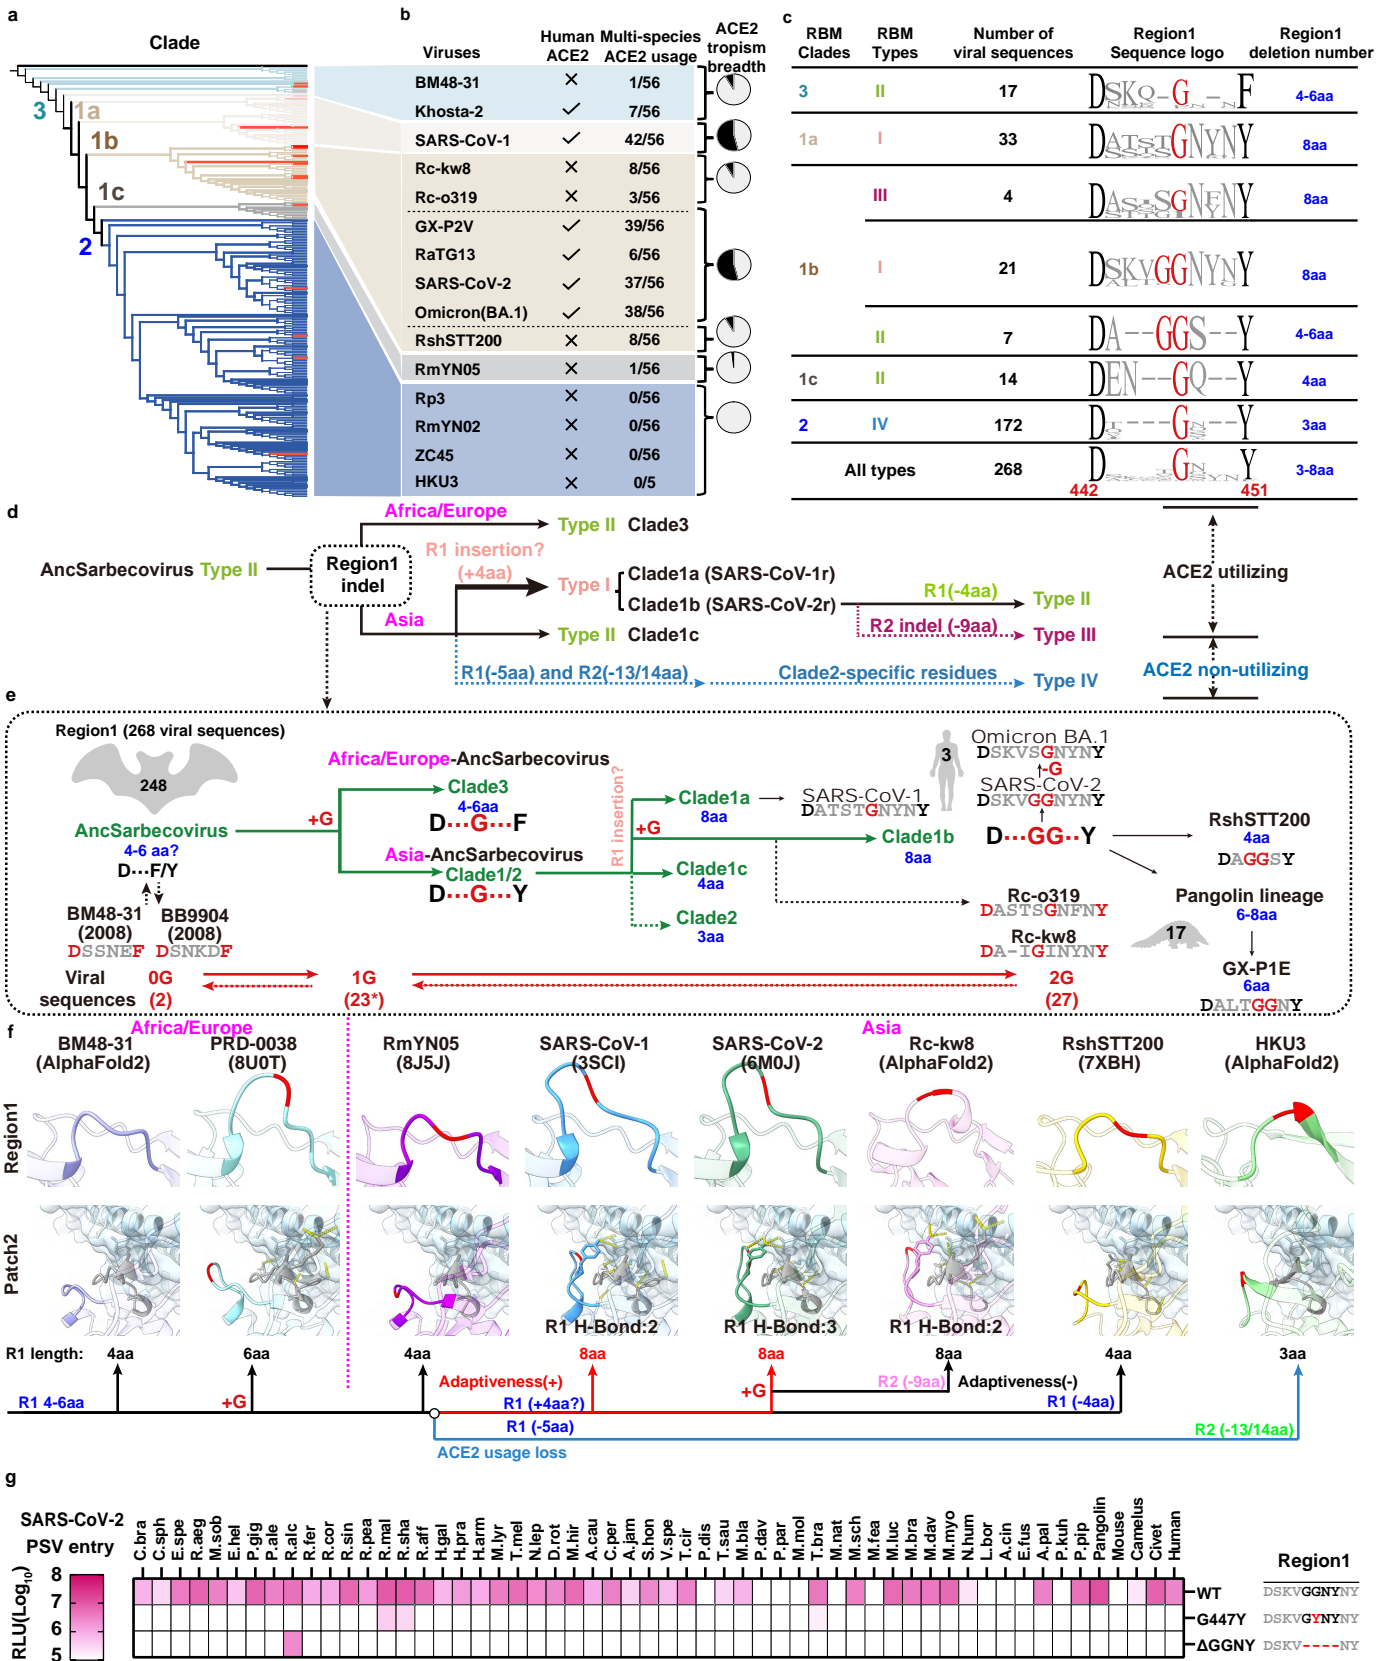 a
Clade
3
1a
1b
1c
2
b
Viruses
Human ACE2
Multi-species ACE2 usage
ACE2 tropism breadth
BM48-31 × 1/56
Khosta-2 ✓ 7/56
SARS-CoV-1 ✓ 42/56
Rc-kw8 × 8/56
Rc-o319 × 3/56
GX-P2V ✓ 39/56
RaTG13 ✓ 6/56
SARS-CoV-2 ✓ 37/56
Omicron(BA.1) ✓ 38/56
RshSTT200 × 8/56
RmYN05 × 1/56
Rp3 × 0/56
RmYN02 × 0/56
ZC45 × 0/56
HKU3 × 0/5
c
RBM Clades
RBM Types
Number of viral sequences
Region1 Sequence logo
Region1 deletion number
3 II 17 DSKQ-G-N-F 4-6aa
1a I 33 DATSTGNYNY 8aa
III 4 DASTSGNFNY 8aa
1b I 21 DSKVGGNYNY 8aa
II 7 DA--GGS--Y 4-6aa
1c II 14 DEN--GQ--Y 4aa
2 IV 172 D G Y 3aa
All types 268 D G Y 3-8aa
442 451
d
Africa/Europe
AncSarbecovirus Type II
Region1 indel
Type II Clade3
R1 insertion?
(+4aa)
Type I
Clade1a (SARS-CoV-1r)
Clade1b (SARS-CoV-2r)
R1(-4aa)
Type II
Asia
Type II Clade1c
R2 indel (-9aa)
Type III
R1(-5aa) and R2(-13/14aa)
Clade2-specific residues
Type IV
ACE2 utilizing
ACE2 non-utilizing
e
Region1 (268 viral sequences)
248
AncSarbecovirus
4-6 aa?
D···F/Y
BM48-31
(2008)
DSSNEF
BB9904
(2008)
DSNKDF
+G
Africa/Europe-AncSarbecovirus
Clade3
4-6aa
D···G···F
Asia-AncSarbecovirus
Clade1/2
D···G···Y
R1 insertion?
+G
Clade1a
8aa
SARS-CoV-1
DATSTGNYNY
Clade1b
8aa
Clade1c
4aa
Clade2
3aa
3
Omicron BA.1
DSKVSGNYNY
-G
SARS-CoV-2
DSKVGGNYNY
D···GG··Y
RshSTT200
4aa
DAGGSY
Rc-o319
DASTSGNFNY
Rc-kw8
DA-IGINYNY
Pangolin lineage
6-8aa
17
GX-P1E
6aa
DALTGGNY
Viral sequences
0G
(2)
1G
(23*)
2G
(27)
f
Africa/Europe
Asia
BM48-31
(AlphaFold2)
PRD-0038
(8U0T)
RmYN05
(8J5J)
SARS-CoV-1
(3SCI)
SARS-CoV-2
(6M0J)
Rc-kw8
(AlphaFold2)
RshSTT200
(7XBH)
HKU3
(AlphaFold2)
Region1
Patch2
R1 H-Bond:2
R1 H-Bond:3
R1 H-Bond:2
R1 length: 4aa 6aa 4aa 8aa 8aa 8aa 4aa 3aa
R1 4-6aa
+G
Adaptiveness(+)
R1 (+4aa?)
R1 (-5aa)
+G
R2 (-9aa)
Adaptiveness(-)
R1 (-4aa)
R2 (-13/14aa)
ACE2 usage loss
g
SARS-CoV-2
PSV entry
RLU(Log10)
8
7
6
5
C.bra
C.sph
E.spe
R.aeg
M.sob
E.hel
P.gig
P.ale
R.alc
R.fer
R.cor
R.sin
R.pea
R.mal
R.sha
R.aff
H.gal
H.pra
H.arm
M.lyr
T.mel
N.lep
D.rot
M.hir
A.cau
C.per
A.jam
S.hon
V.spe
T.cir
P.dis
T.sau
M.bla
P.dav
P.par
M.mol
T.bra
M.nat
M.sch
M.fea
M.luc
M.bra
M.dav
M.myo
N.hum
L.bor
A.cin
E.fus
A.pal
P.kuh
P.pip
Pangolin
Mouse
Camelus
Civet
Human
Region1
WT DSKVGGNYNY
G447Y DSKVGYNYNY
ΔGGNY DSKV----NY